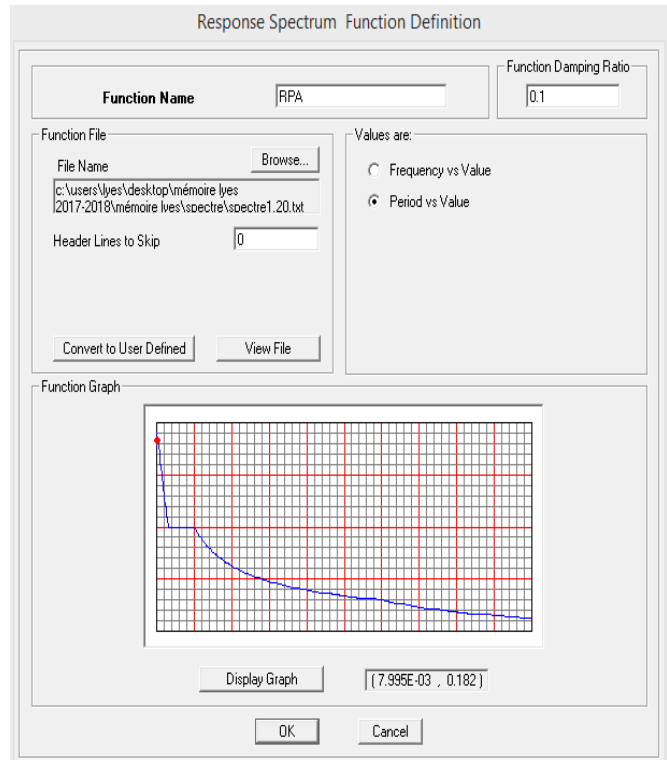 Response Spectrum Function Definition
Function Damping Ratio
Function Name
RPA
0.1
Function File
File Name
Browse...
c:\users\lyes\desktop\mémoire lyes
2017-2018\mémoire lyes\spectre\spectre1.20.txt
Header Lines to Skip
0
Convert to User Defined
View File
Values are:
Frequency vs Value
Period vs Value
Function Graph
Display Graph
( 7.995E-03 , 0.182 )
OK
Cancel